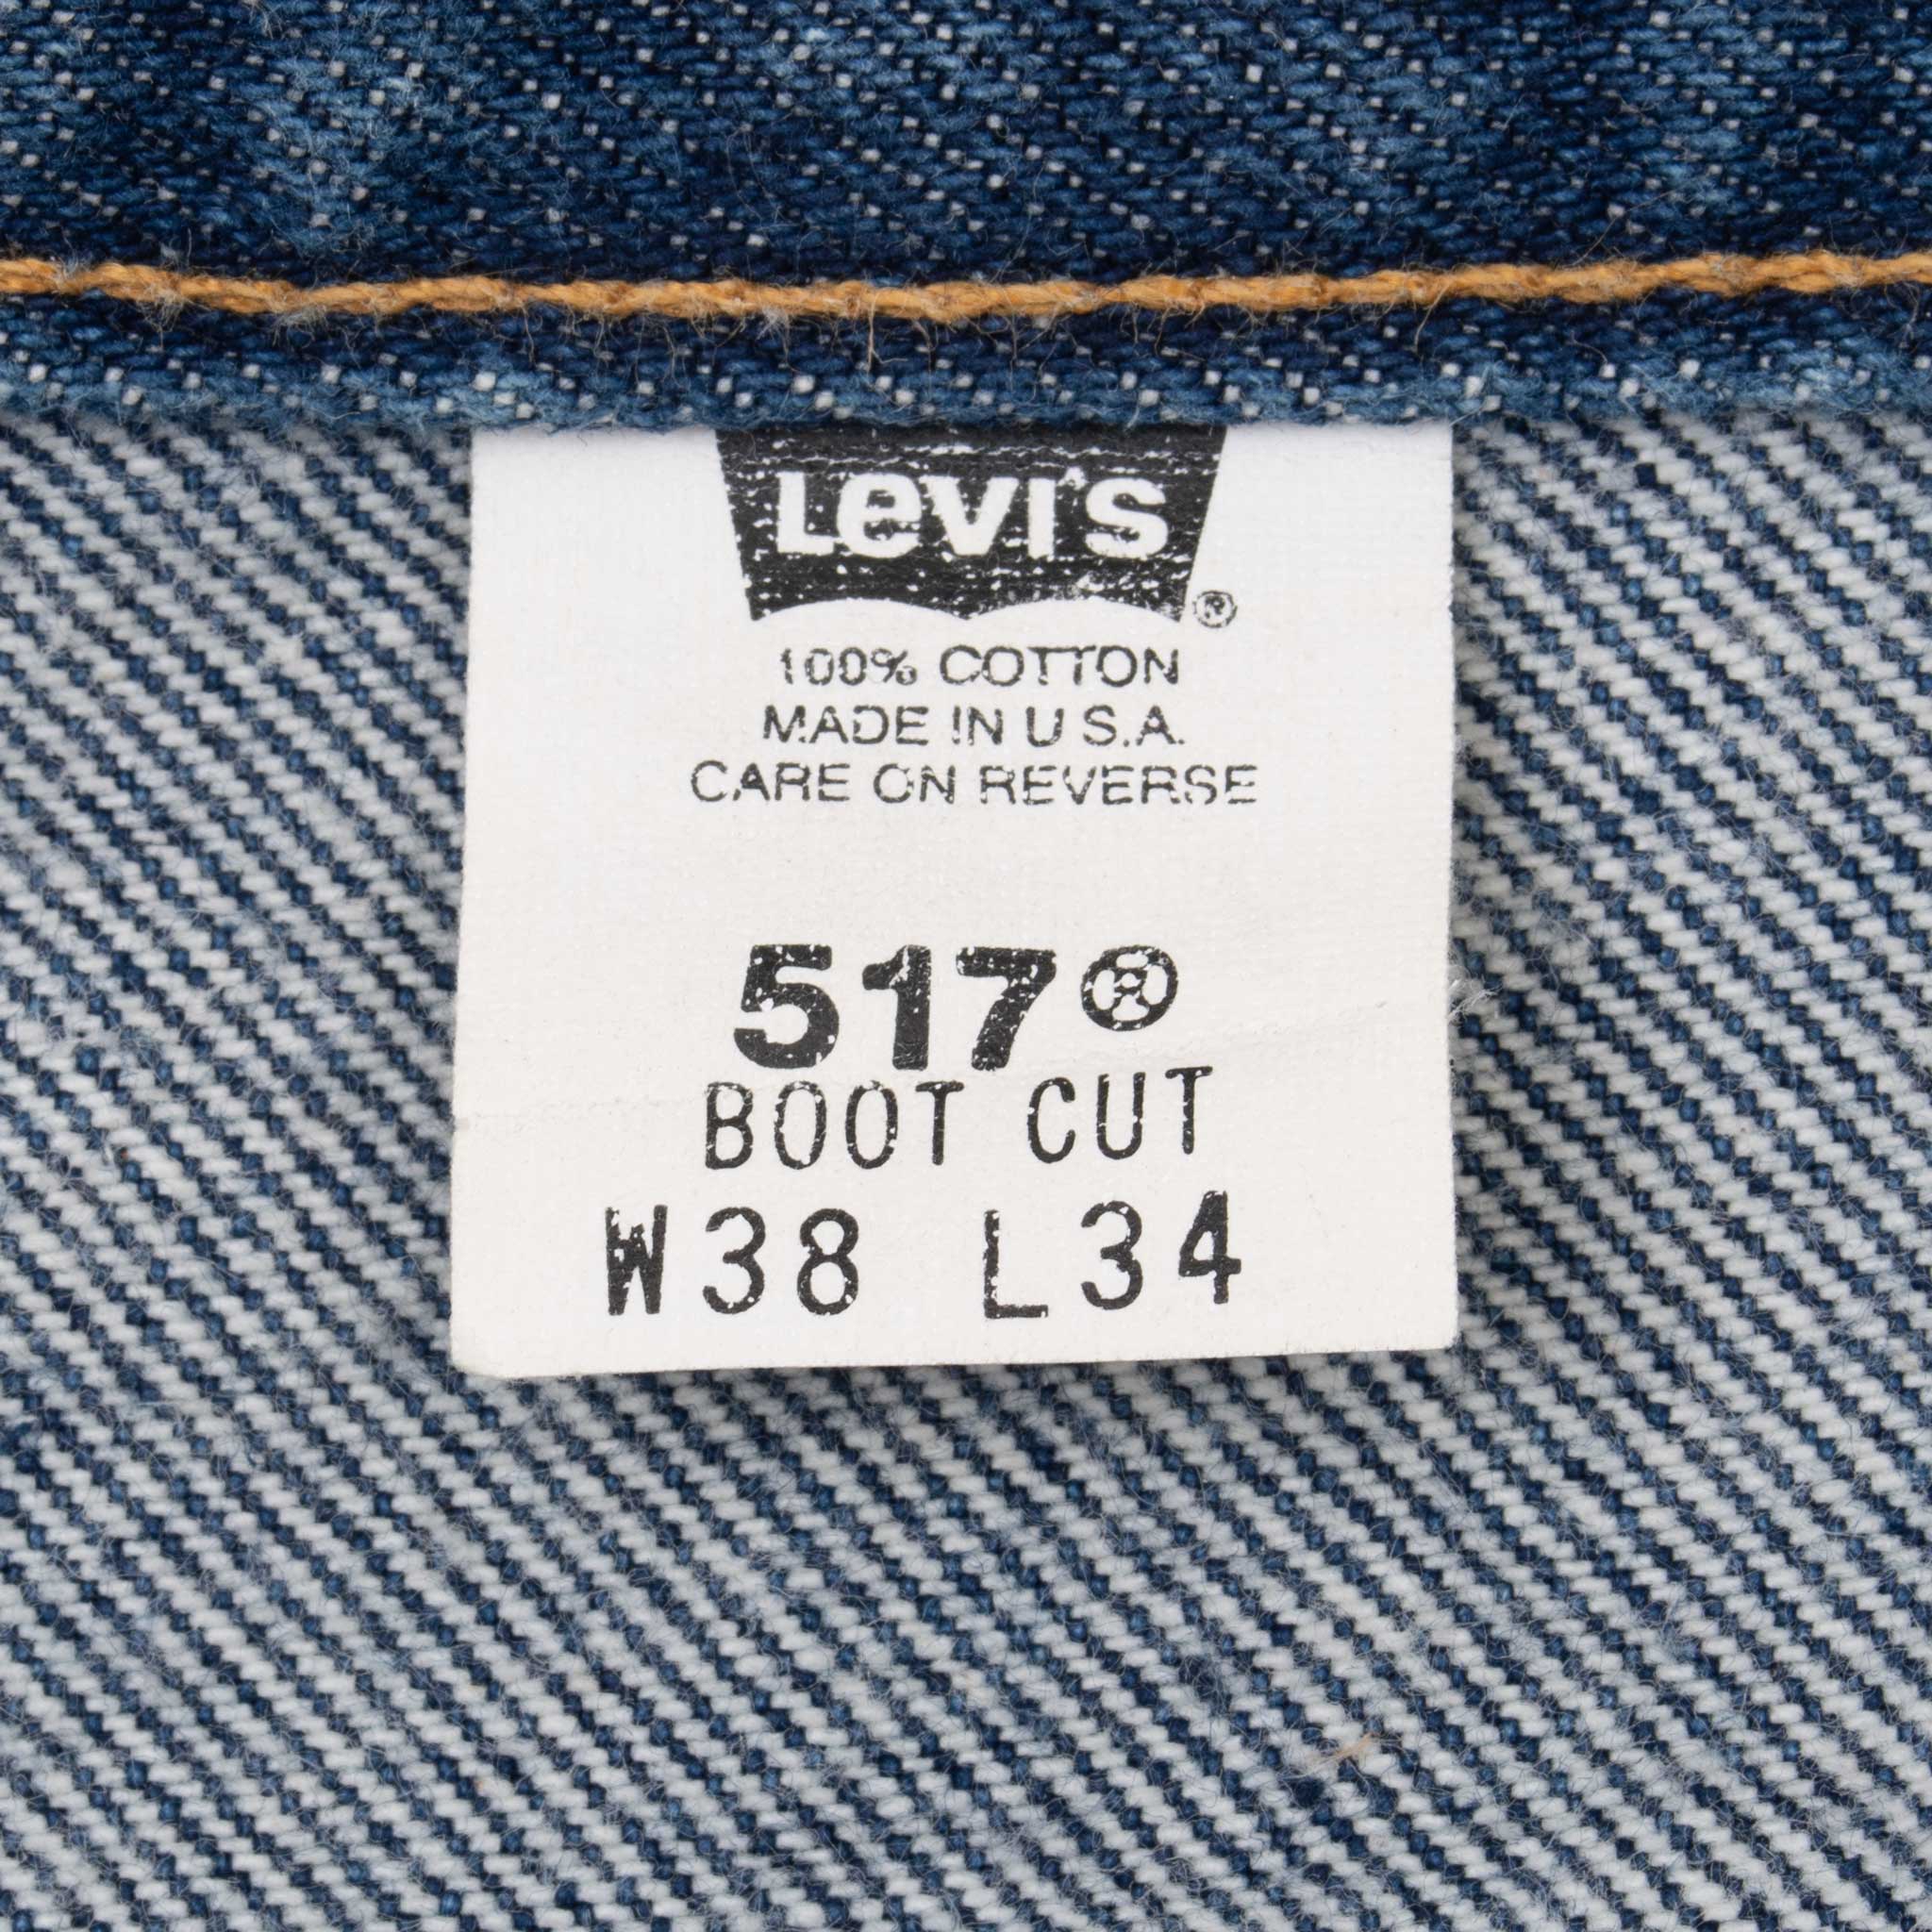 Levi's
®
100% COTTON
MADE IN U.S.A.
CARE ON REVERSE
517®
BOOT CUT
W38 L34